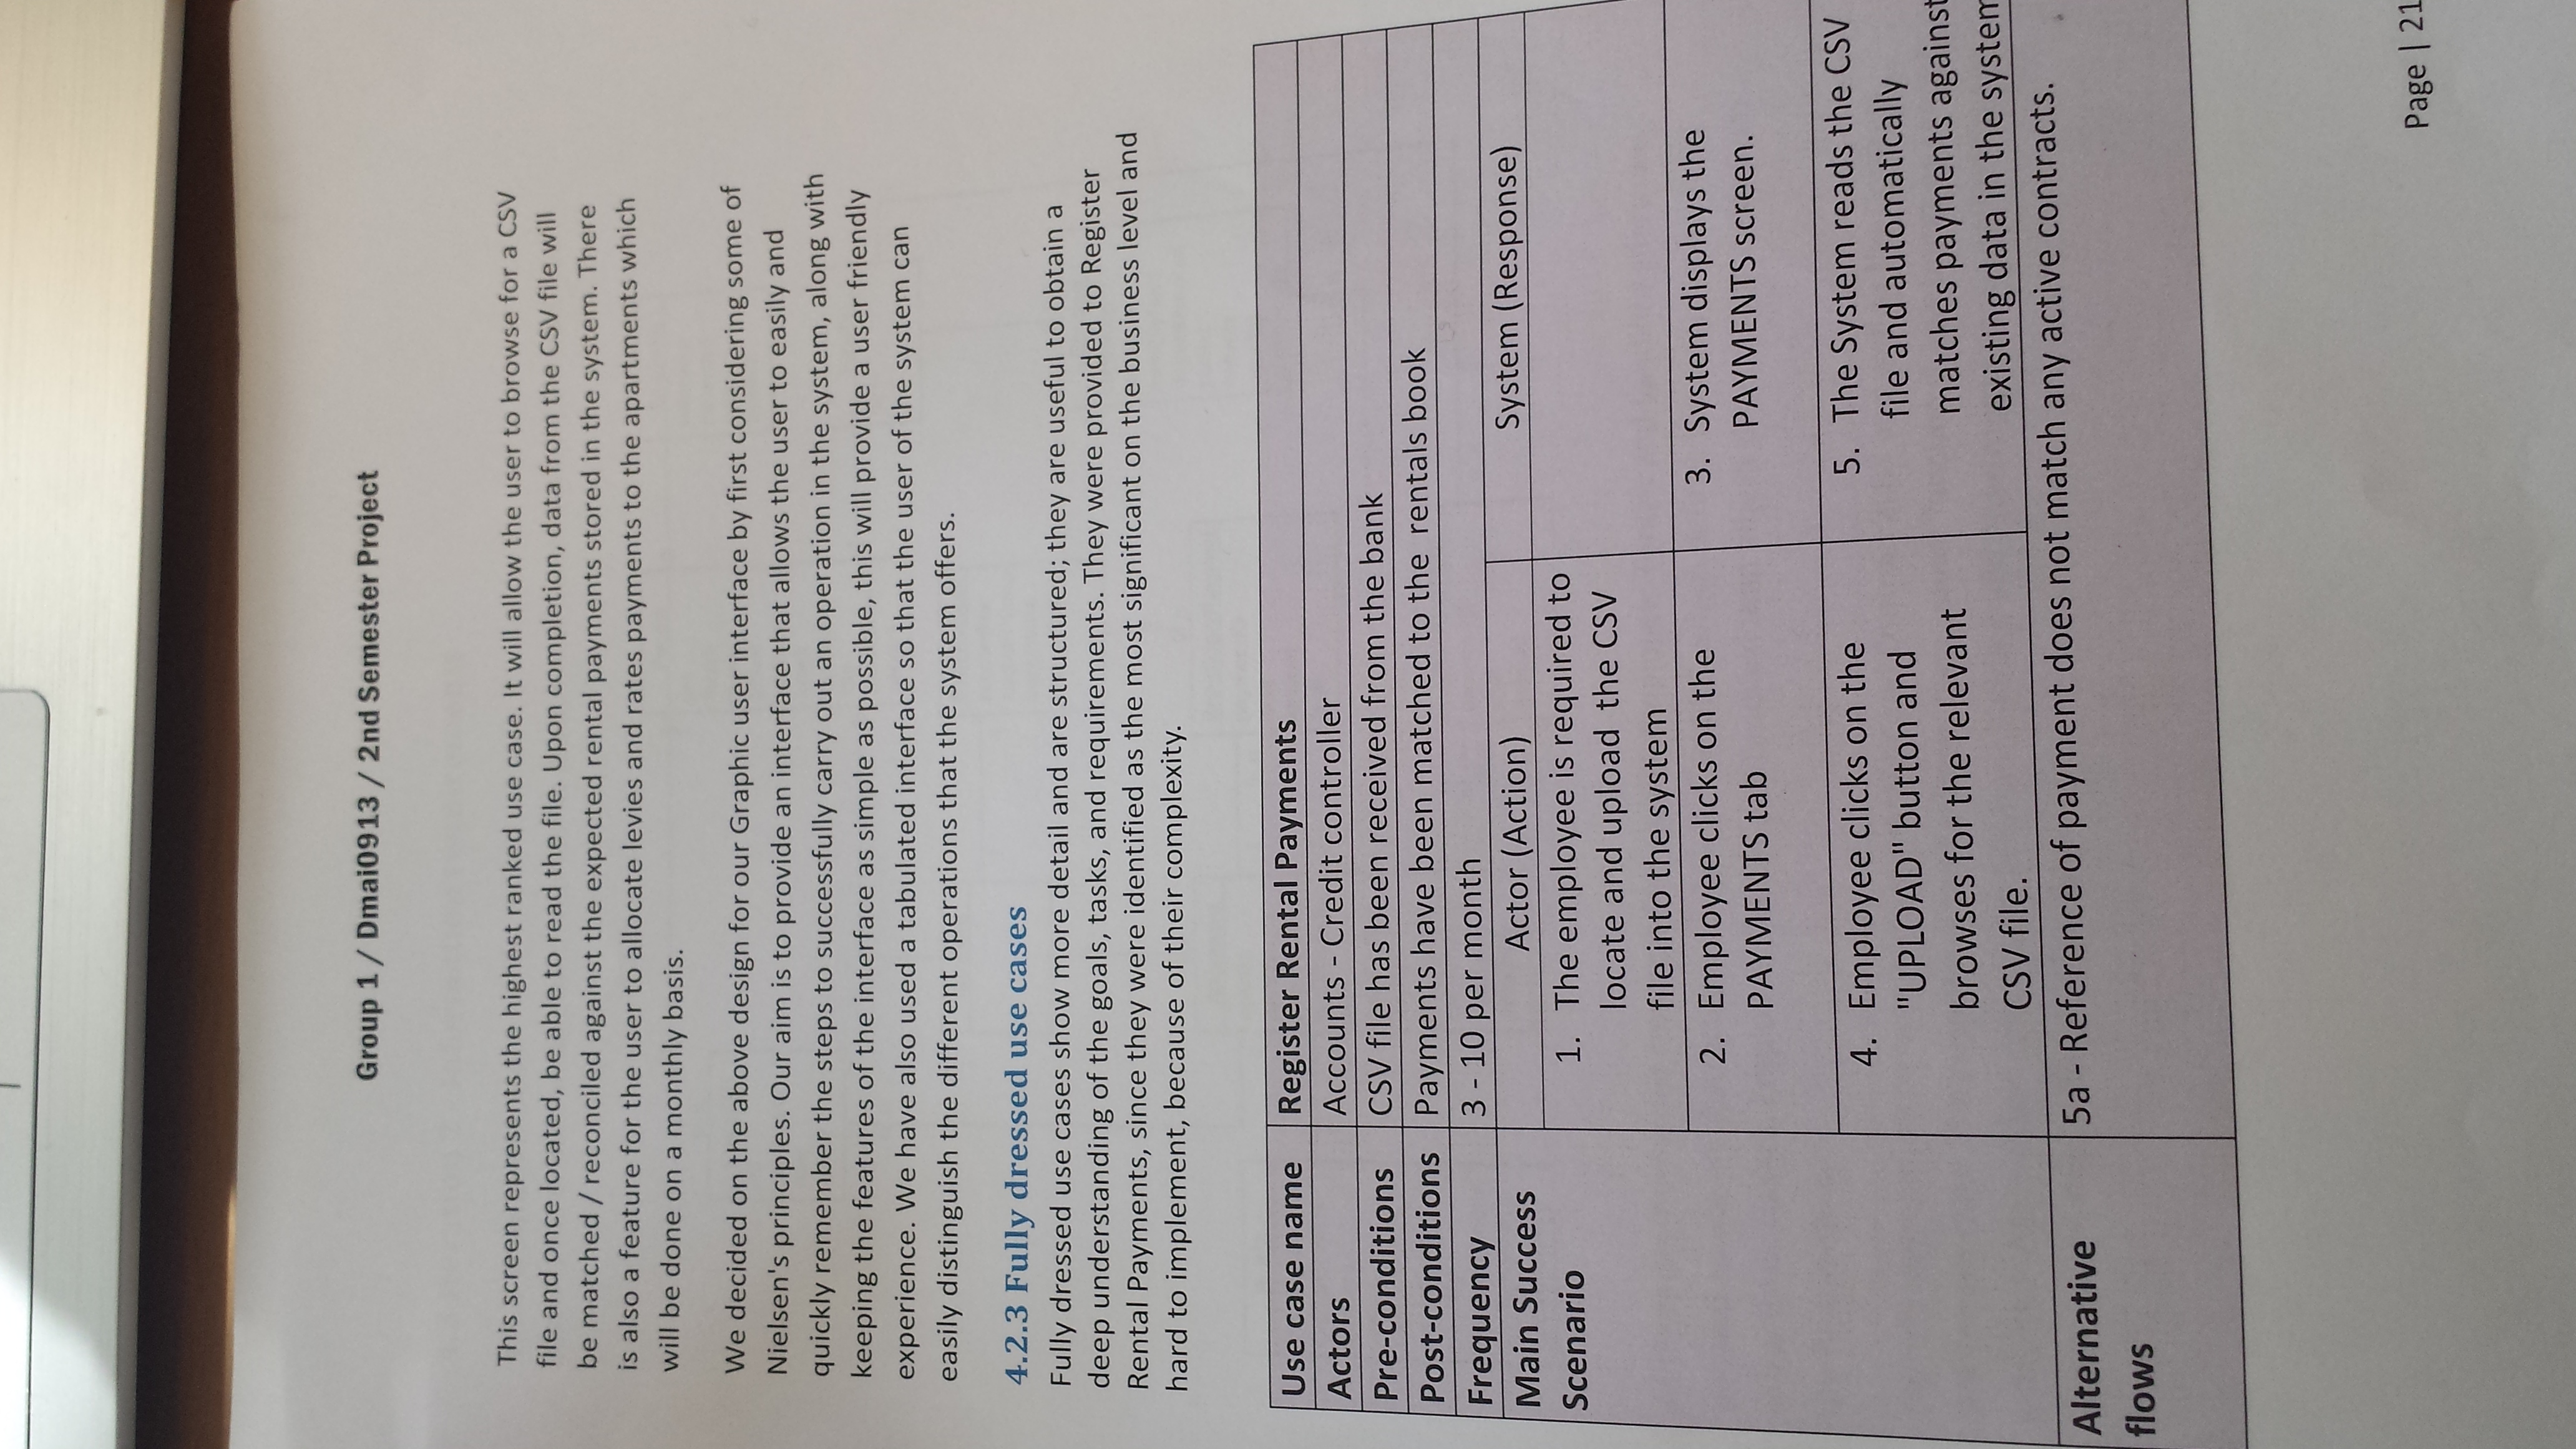 Group 1 / Dmai0913 / 2nd Semester Project
This screen represents the highest ranked use case. It will allow the user to browse for a CSV
file and once located, be able to read the file. Upon completion, data from the CSV file will
be matched / reconciled against the expected rental payments stored in the system. There
is also a feature for the user to allocate levies and rates payments to the apartments which
will be done on a monthly basis.
We decided on the above design for our Graphic user interface by first considering some of
Nielsen's principles. Our aim is to provide an interface that allows the user to easily and
quickly remember the steps to successfully carry out an operation in the system, along with
keeping the features of the interface as simple as possible, this will provide a user friendly
experience. We have also used a tabulated interface so that the user of the system can
easily distinguish the different operations that the system offers.
4.2.3 Fully dressed use cases
Fully dressed use cases show more detail and are structured; they are useful to obtain a
deep understanding of the goals, tasks, and requirements. They were provided to Register
Rental Payments, since they were identified as the most significant on the business level and
hard to implement, because of their complexity.
Use case name Register Rental Payments
Actors Accounts - Credit controller
Pre-conditions CSV file has been received from the bank
Post-conditions Payments have been matched to the rentals book
Frequency 3 - 10 per month
Main Success
Scenario
Actor (Action) System (Response)
1. The employee is required to
locate and upload the CSV
file into the system
2. Employee clicks on the
PAYMENTS tab
3. System displays the
PAYMENTS screen.
4. Employee clicks on the
"UPLOAD" button and
browses for the relevant
CSV file.
5. The System reads the CSV
file and automatically
matches payments against
existing data in the system
Alternative
flows
5a - Reference of payment does not match any active contracts.
Page | 21